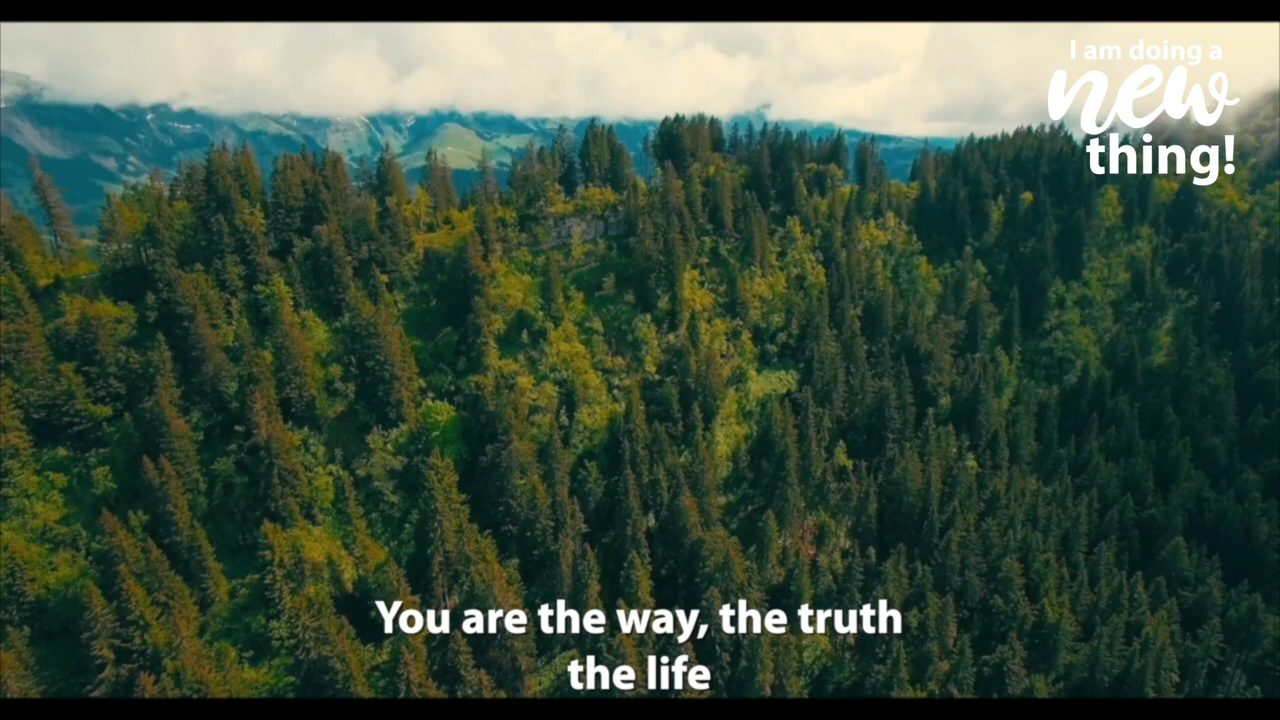 I am doing a
new
thing!
You are the way, the truth
the life